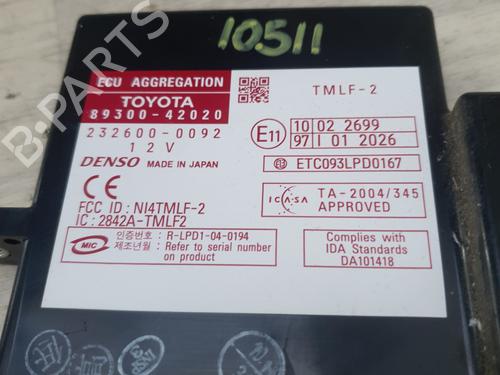 10511
ECU AGGREGATION
TOYOTA
89300-42020
232600-0092
12V
DENSO MADE IN JAPAN
CE
FCC ID : NI4TMLF-2
IC : 2842A-TMLF2
MIC 인증번호 : R-LPD1-04-0194
제조년월 : Refer to serial number
on product
TMLF-2
E11 10 02 2699
97 I 01 2026
ETC093LPD0167
ICASA TA-2004/345
APPROVED
Complies with
IDA Standards
DA101418
B-PARTS